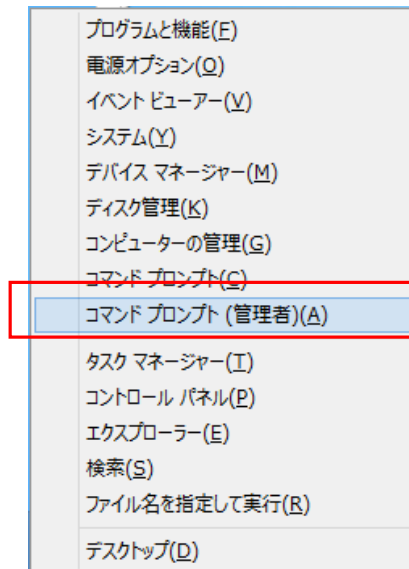 プログラムと機能(F)
電源オプション(O)
イベント ビューアー(V)
システム(Y)
デバイス マネージャー(M)
ディスク管理(K)
コンピューターの管理(G)
コマンド プロンプト(C)
コマンド プロンプト (管理者)(A)
タスク マネージャー(T)
コントロール パネル(P)
エクスプローラー(E)
検索(S)
ファイル名を指定して実行(R)
デスクトップ(D)